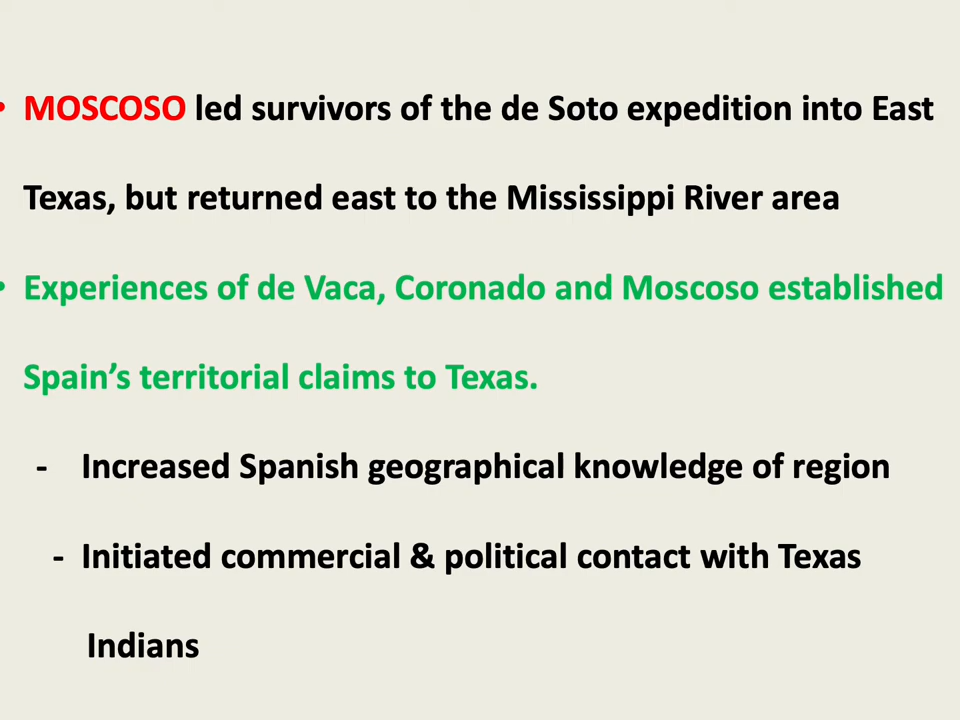 • MOSCOSO led survivors of the de Soto expedition into East
Texas, but returned east to the Mississippi River area
• Experiences of de Vaca, Coronado and Moscoso established
Spain’s territorial claims to Texas.
- Increased Spanish geographical knowledge of region
- Initiated commercial & political contact with Texas
Indians